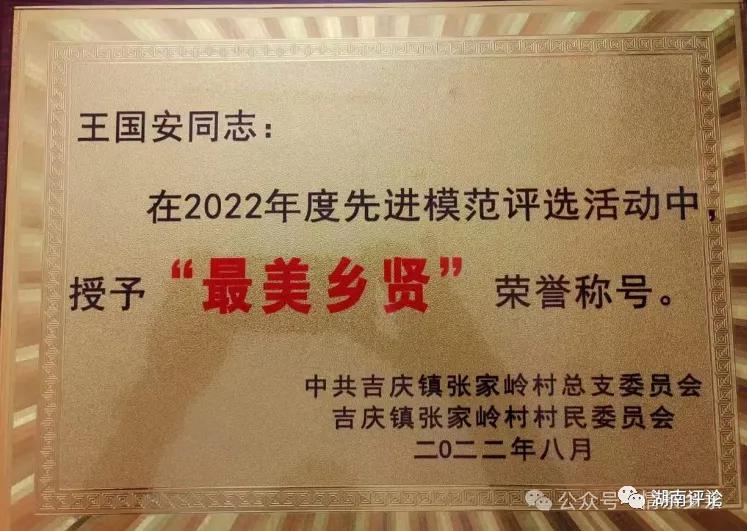 王国安同志：
在2022年度先进模范评选活动中，
授予“最美乡贤”荣誉称号。
中共吉庆镇张家岭村总支委员会
吉庆镇张家岭村村民委员会
二0二二年八月
公众号
湖南评论